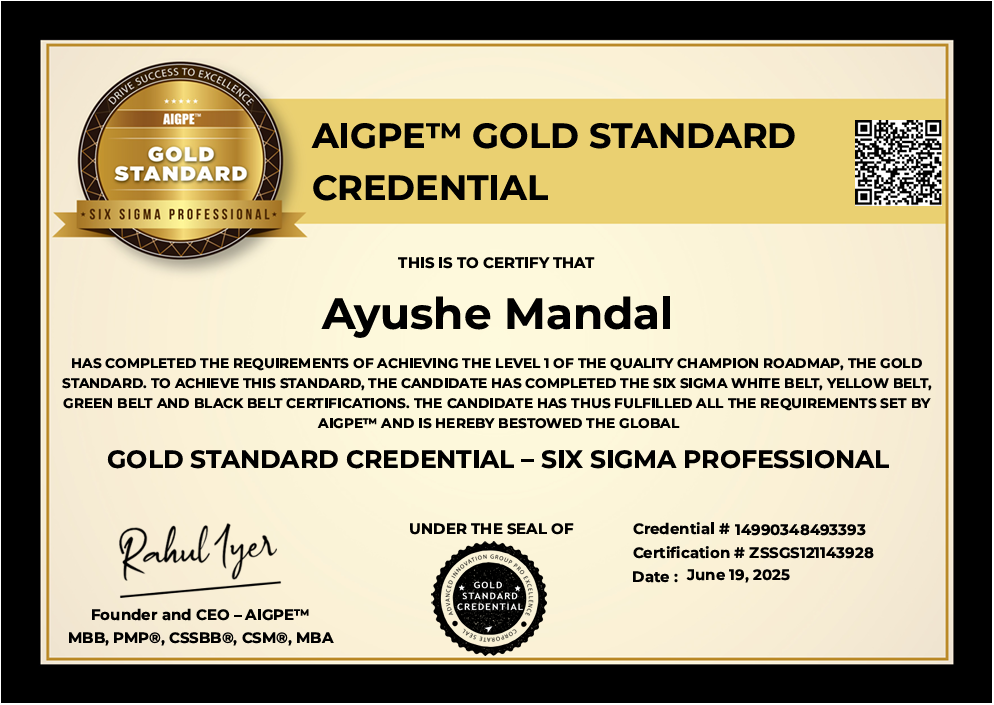 DRIVE SUCCESS TO EXCELLENCE
AIGPE™
GOLD
STANDARD
SIX SIGMA PROFESSIONAL
AIGPE™ GOLD STANDARD
CREDENTIAL
THIS IS TO CERTIFY THAT
Ayushe Mandal
HAS COMPLETED THE REQUIREMENTS OF ACHIEVING THE LEVEL 1 OF THE QUALITY CHAMPION ROADMAP, THE GOLD
STANDARD. TO ACHIEVE THIS STANDARD, THE CANDIDATE HAS COMPLETED THE SIX SIGMA WHITE BELT, YELLOW BELT,
GREEN BELT AND BLACK BELT CERTIFICATIONS. THE CANDIDATE HAS THUS FULFILLED ALL THE REQUIREMENTS SET BY
AIGPE™ AND IS HEREBY BESTOWED THE GLOBAL
GOLD STANDARD CREDENTIAL – SIX SIGMA PROFESSIONAL
Rahul Iyer
Founder and CEO – AIGPE™
MBB, PMP®, CSSBB®, CSM®, MBA
UNDER THE SEAL OF
ADVANCED INNOVATION GROUP PRO EXCELLENCE
GOLD
STANDARD
CREDENTIAL
CORPORATE SEAL
Credential # 14990348493393
Certification # ZSSGS121143928
Date : June 19, 2025